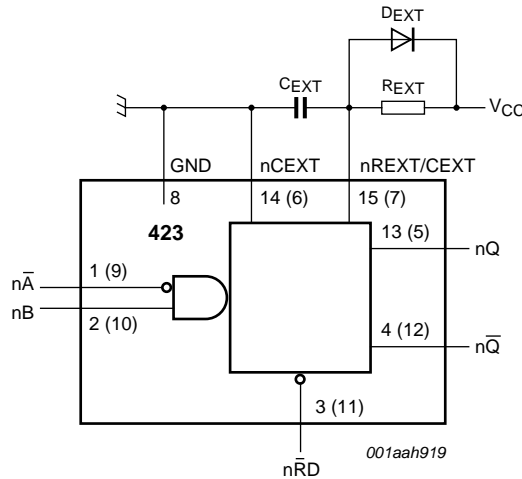 DEXT
CEXT
REXT
VCC
GND
nCEXT
nREXT/CEXT
8
14 (6)
15 (7)
423
13 (5)
nQ
nA̅
1 (9)
nB
2 (10)
4 (12)
nQ̅
3 (11)
nR̅D
001aah919